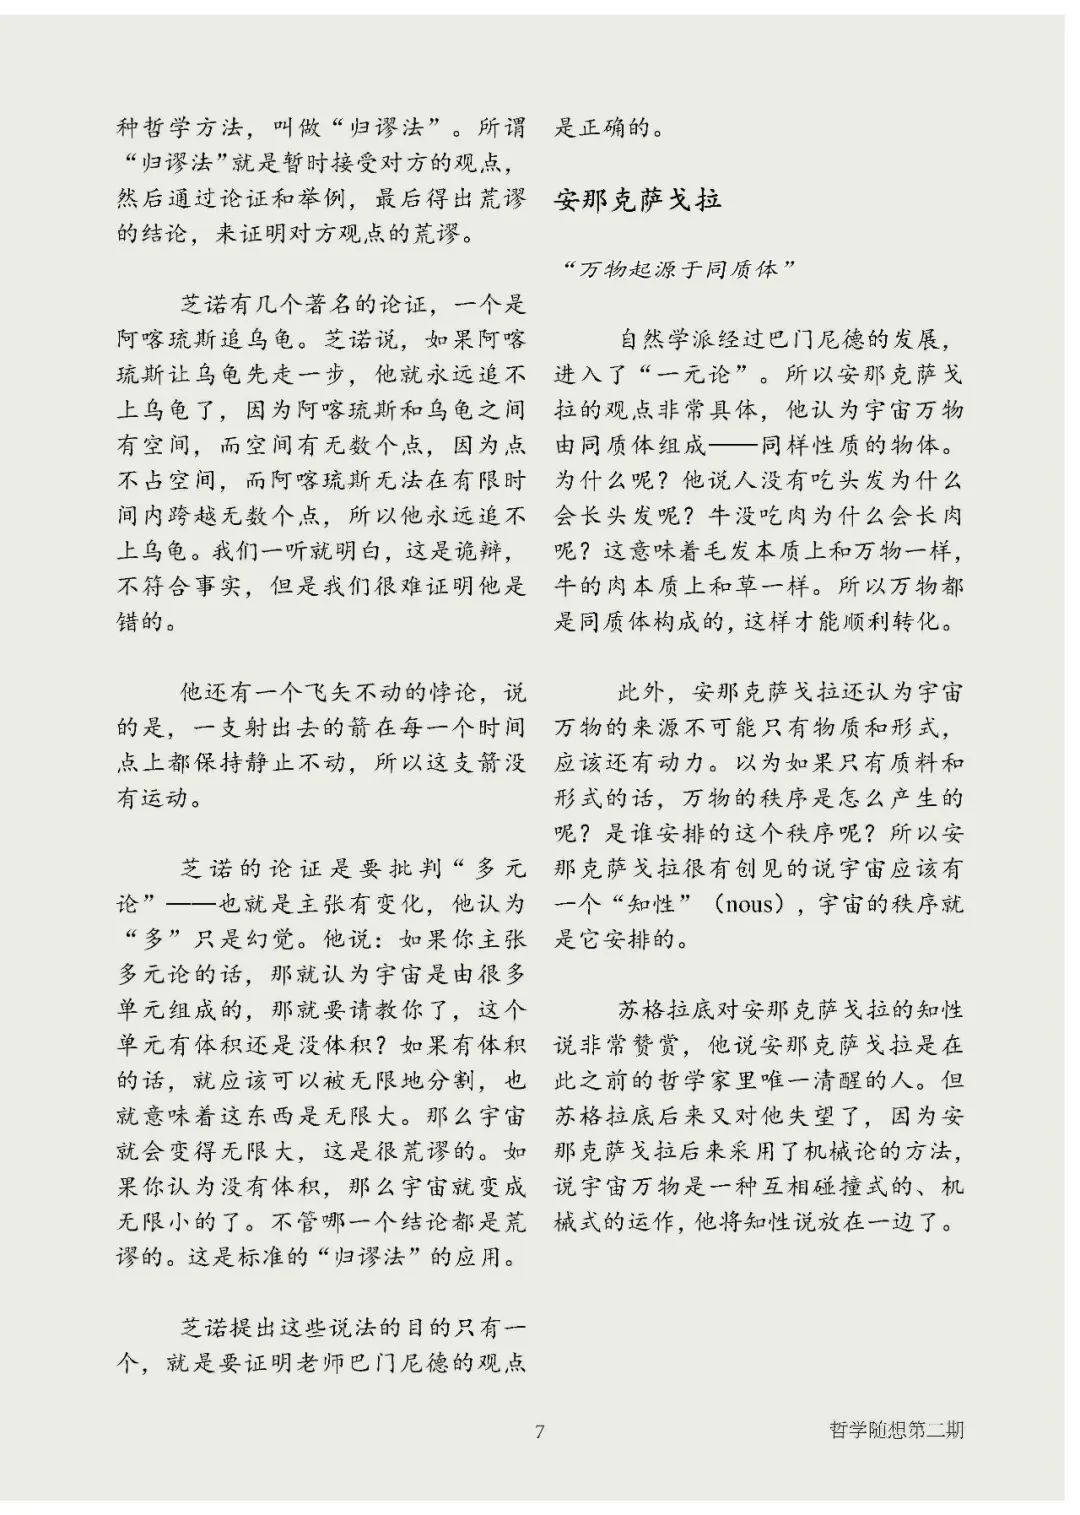 种哲学方法，叫做“归谬法”。所谓
“归谬法”就是暂时接受对方的观点，
然后通过论证和举例，最后得出荒谬
的结论，来证明对方观点的荒谬。
芝诺有几个著名的论证，一个是
阿喀琉斯追乌龟。芝诺说，如果阿喀
琉斯让乌龟先走一步，他就永远追不
上乌龟了，因为阿喀琉斯和乌龟之间
有空间，而空间有无数个点，因为点
不占空间，而阿喀琉斯无法在有限时
间内跨越无数个点，所以他永远追不
上乌龟。我们一听就明白，这是诡辩，
不符合事实，但是我们很难证明他是
错的。
他还有一个飞矢不动的悖论，说
的是，一支射出去的箭在每一个时间
点上都保持静止不动，所以这支箭没
有运动。
芝诺的论证是要批判“多元
论”——也就是主张有变化，他认为
“多”只是幻觉。他说：如果你主张
多元论的话，那就认为宇宙是由很多
单元组成的，那就要请教你了，这个
单元有体积还是没体积？如果有体积
的话，就应该可以被无限地分割，也
就意味着这东西是无限大。那么宇宙
就会变得无限大，这是很荒谬的。如
果你认为没有体积，那么宇宙就变成
无限小的了。不管哪一个结论都是荒
谬的。这是标准的“归谬法”的应用。
芝诺提出这些说法的目的只有一
个，就是要证明老师巴门尼德的观点
是正确的。
安那克萨戈拉
“万物起源于同质体”
自然学派经过巴门尼德的发展，
进入了“一元论”。所以安那克萨戈
拉的观点非常具体，他认为宇宙万物
由同质体组成——同样性质的物体。
为什么呢？他说人没有吃头发为什么
会长头发呢？牛没吃肉为什么会长肉
呢？这意味着毛发本质上和万物一样，
牛的肉本质上和草一样。所以万物都
是同质体构成的，这样才能顺利转化。
此外，安那克萨戈拉还认为宇宙
万物的来源不可能只有物质和形式，
应该还有动力。以为如果只有质料和
形式的话，万物的秩序是怎么产生的
呢？是谁安排的这个秩序呢？所以安
那克萨戈拉很有创见的说宇宙应该有
一个“知性”（nous），宇宙的秩序就
是它安排的。
苏格拉底对安那克萨戈拉的知性
说非常赞赏，他说安那克萨戈拉是在
此之前的哲学家里唯一清醒的人。但
苏格拉底后来又对他失望了，因为安
那克萨戈拉后来采用了机械论的方法，
说宇宙万物是一种互相碰撞式的、机
械式的运作，他将知性说放在一边了。
7
哲学随想第二期